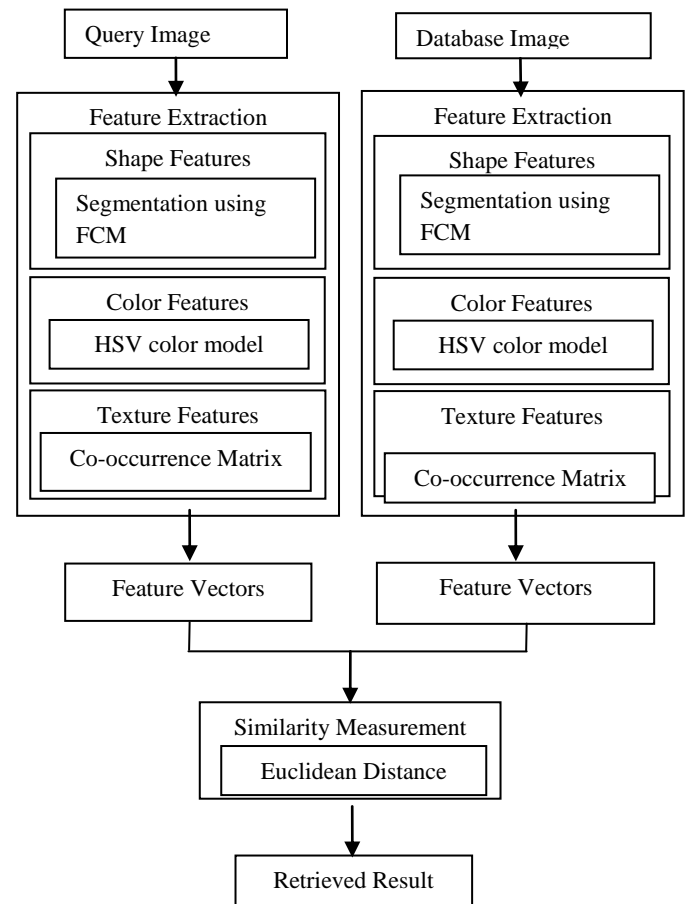 Query Image
Database Image
Feature Extraction
Shape Features
Segmentation using
FCM
Color Features
HSV color model
Texture Features
Co-occurrence Matrix
Feature Extraction
Shape Features
Segmentation using
FCM
Color Features
HSV color model
Texture Features
Co-occurrence Matrix
Feature Vectors
Feature Vectors
Similarity Measurement
Euclidean Distance
Retrieved Result